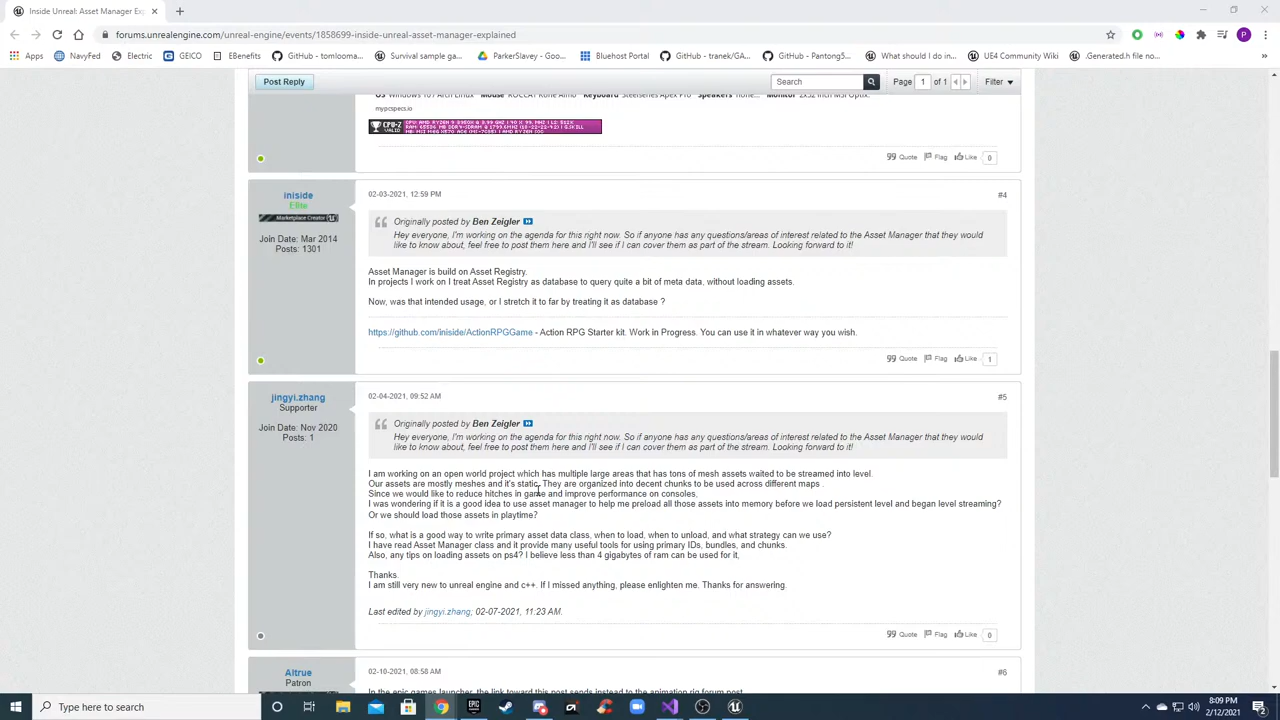 Inside Unreal: Asset Manager Exp
forums.unrealengine.com/unreal-engine/events/1858699-inside-unreal-asset-manager-explained
P
Apps NavyFed Electric GEICO EBenefits GitHub - tomlooma... Survival sample ga... ParkerSlavey - Goo... Bluehost Portal GitHub - tranek/GA... GitHub - Pantong5... What should I do in... UE4 Community Wiki .Generated.h file no... »
Post Reply Search Page 1 of 1 Filter
mypcspecs.io
iniside
Elite
Marketplace Creator
Join Date: Mar 2014
Posts: 1301
02-03-2021, 12:59 PM #4
Originally posted by Ben Zeigler
Hey everyone, I'm working on the agenda for this right now. So if anyone has any questions/areas of interest related to the Asset Manager that they would
like to know about, feel free to post them here and I'll see if I can cover them as part of the stream. Looking forward to it!
Asset Manager is build on Asset Registry.
In projects I work on I treat Asset Registry as database to query quite a bit of meta data, without loading assets.
Now, was that intended usage, or I stretch it to far by treating it as database ?
https://github.com/iniside/ActionRPGGame - Action RPG Starter kit. Work in Progress. You can use it in whatever way you wish.
Quote Flag Like 1
jingyi.zhang
Supporter
Join Date: Nov 2020
Posts: 1
02-04-2021, 09:52 AM #5
Originally posted by Ben Zeigler
Hey everyone, I'm working on the agenda for this right now. So if anyone has any questions/areas of interest related to the Asset Manager that they would
like to know about, feel free to post them here and I'll see if I can cover them as part of the stream. Looking forward to it!
I am working on an open world project which has multiple large areas that has tons of mesh assets waited to be streamed into level.
Our assets are mostly meshes and it's static. They are organized into decent chunks to be used across different maps .
Since we would like to reduce hitches in game and improve performance on consoles,
I was wondering if it is a good idea to use asset manager to help me preload all those assets into memory before we load persistent level and began level streaming?
Or we should load those assets in playtime?
If so, what is a good way to write primary asset data class, when to load, when to unload, and what strategy can we use?
I have read Asset Manager class and it provide many useful tools for using primary IDs, bundles, and chunks.
Also, any tips on loading assets on ps4? I believe less than 4 gigabytes of ram can be used for it,
Thanks.
I am still very new to unreal engine and c++. If I missed anything, please enlighten me. Thanks for answering.
Last edited by jingyi.zhang; 02-07-2021, 11:23 AM.
Quote Flag Like 0
Altrue
Patron
02-10-2021, 08:58 AM #6
In the epic games launcher, the link toward this post sends instead to the animation rig forum post
Type here to search
8:09 PM
2/12/2021